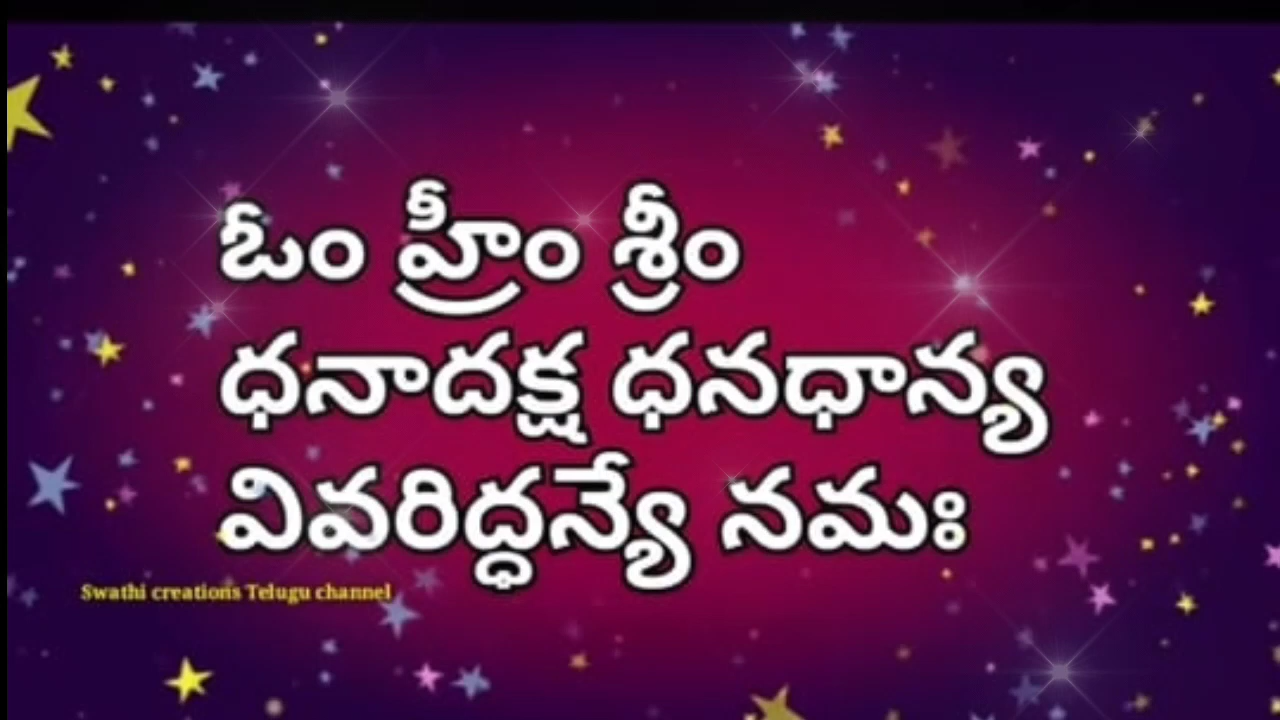 ఓం హ్రీం శ్రీం
ధనాదక్ష ధనధాన్య
వివరిద్ధన్యే నమః
Swathi creations Telugu channel